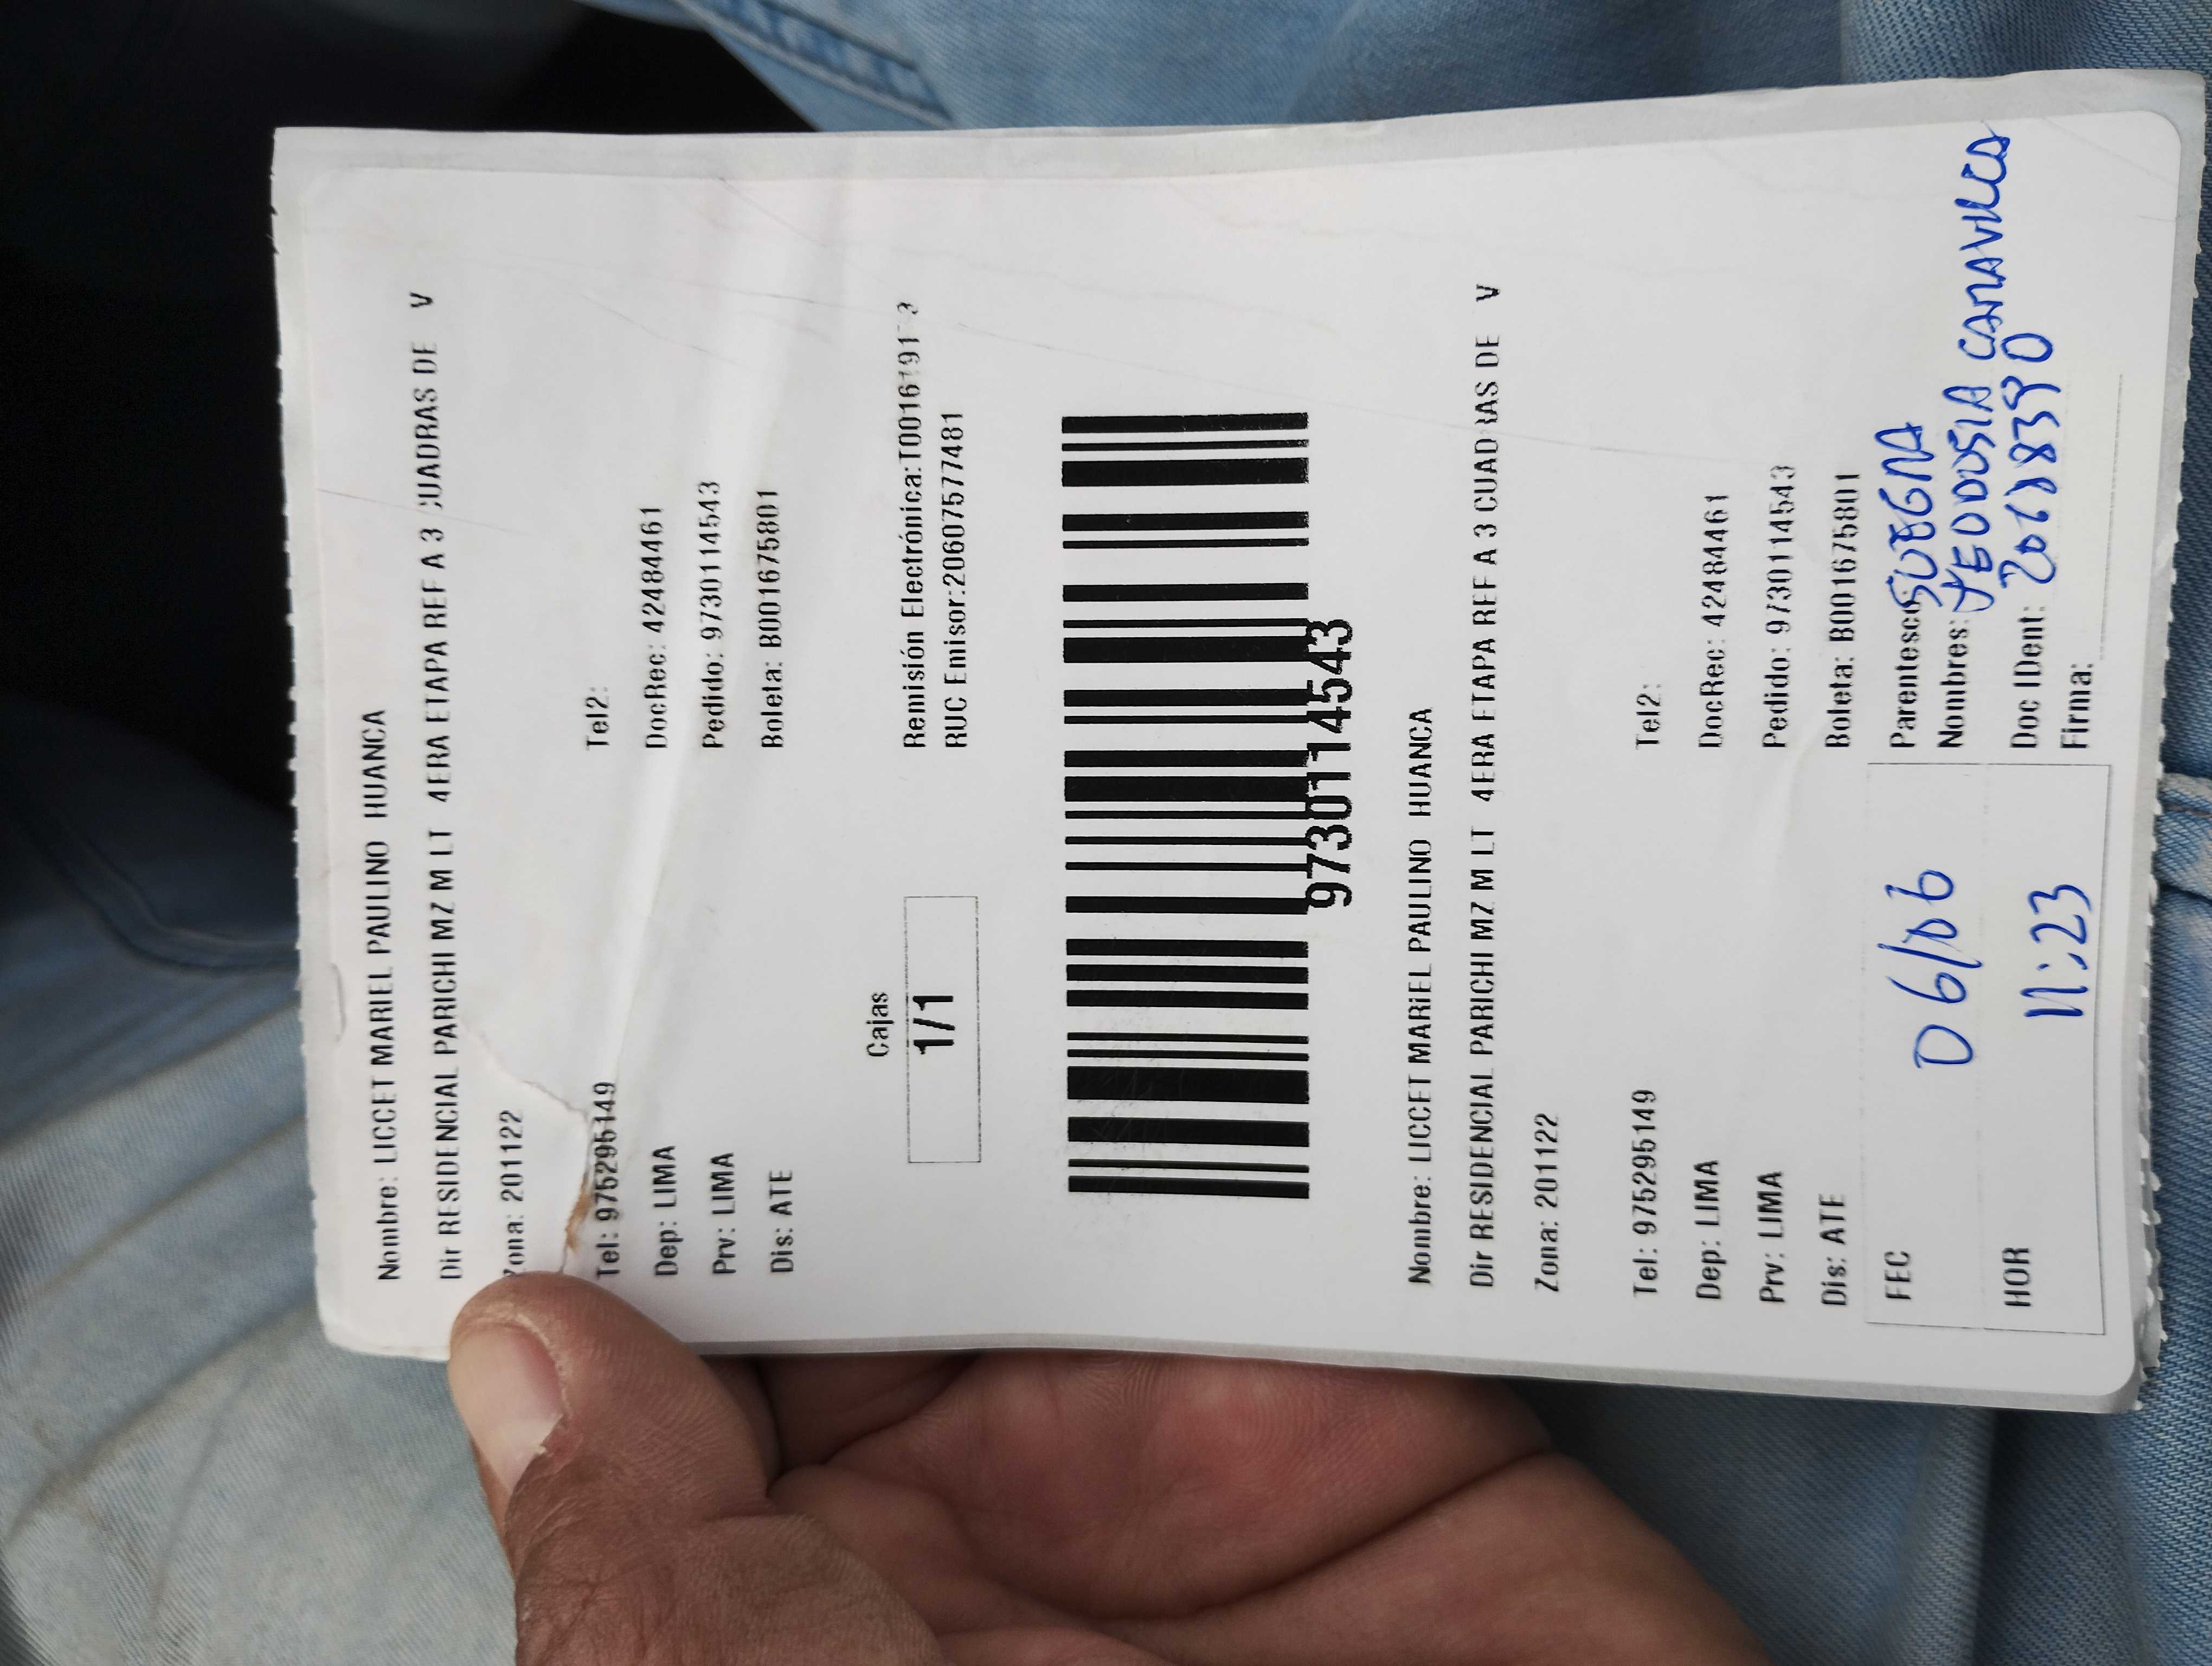 Nombre: LICCET MARIEL PAULINO HUANCA
Dir RESIDENCIAL PARICHI MZ M LT 4ERA ETAPA REF A 3 CUADRAS DE V
Zona: 201122
Tel: 975295149 Tel2:
Dep: LIMA DocRec: 42484461
Prv: LIMA Pedido: 9730114543
Dis: ATE Boleta: B001675801
Cajas
1/1
Remisión Electrónica:
RUC Emisor:20607577481
9730114543
Nombre: LICCET MARIEL PAULINO HUANCA
Dir RESIDENCIAL PARICHI MZ M LT 4ERA ETAPA REF A 3 CUADRAS DE V
Zona: 201122
Tel: 975295149 Tel2:
Dep: LIMA DocRec: 42484461
Prv: LIMA Pedido: 9730114543
Dis: ATE Boleta: B001675801
FEC 06/06 Parentesco: SUEGRA
Nombres: TEODOSIA
HOR 11:23 Doc IDent:
Firma: